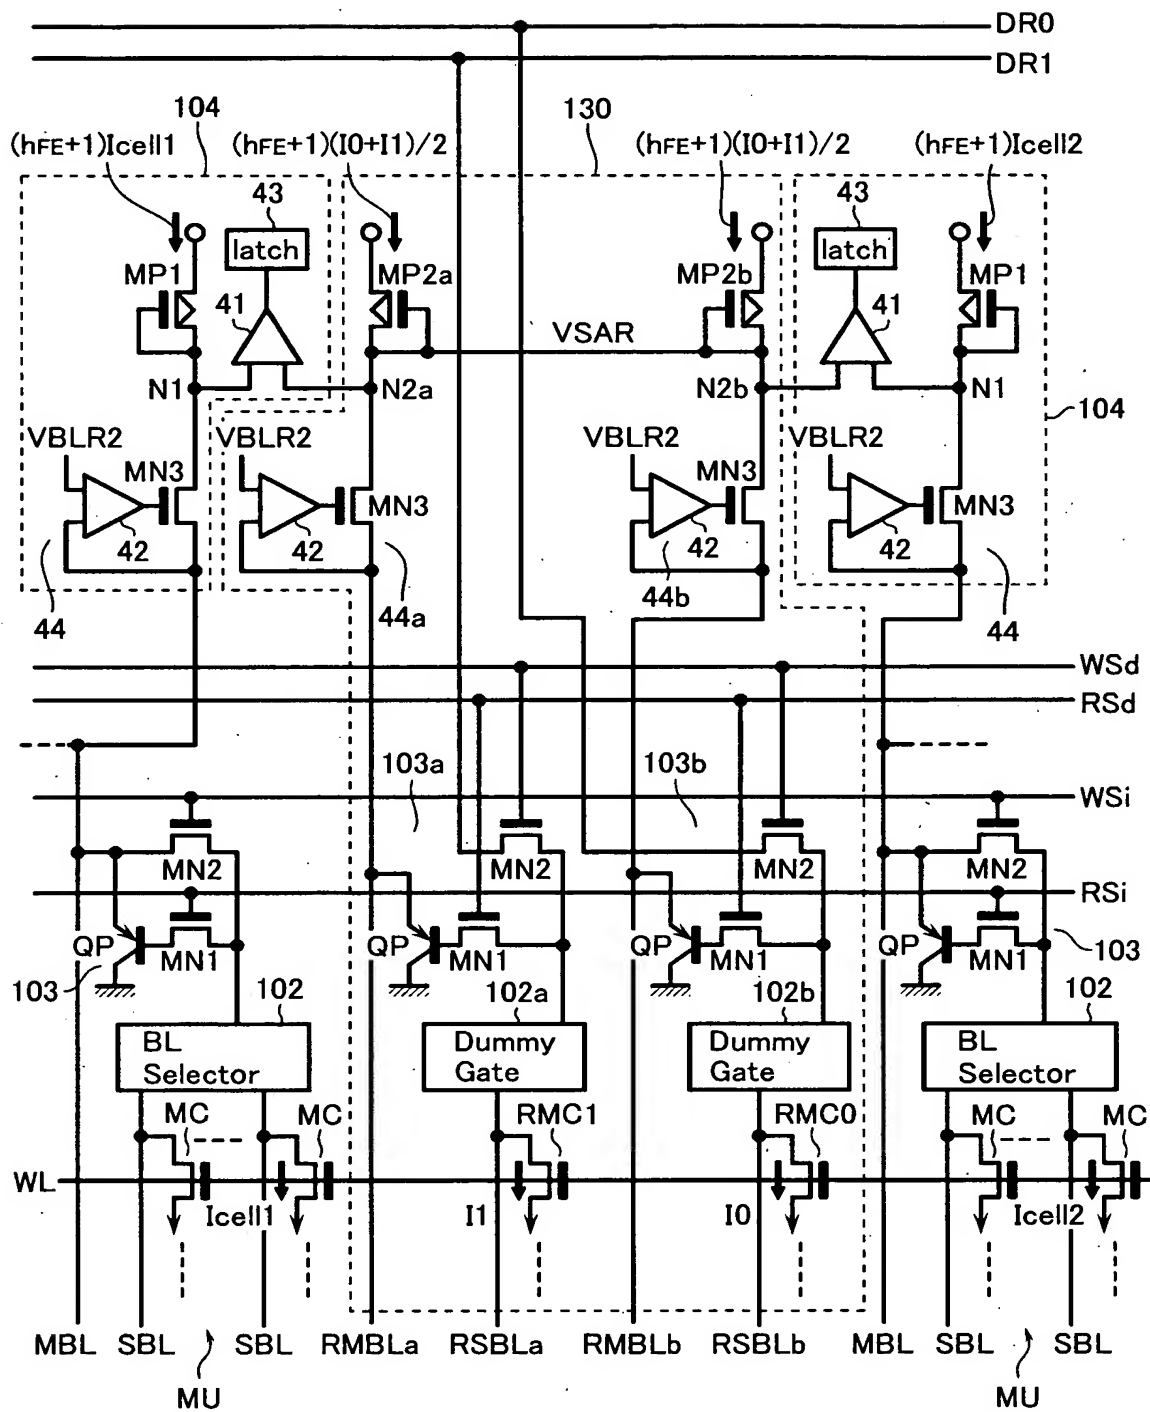 DR0
DR1
104
130
(hFE+1)Icell1
(hFE+1)(I0+I1)/2
(hFE+1)(I0+I1)/2
(hFE+1)Icell2
43
43
latch
latch
MP1
MP2a
MP2b
MP1
41
41
VSAR
N1
N2a
N2b
N1
104
VBLR2
VBLR2
VBLR2
VBLR2
MN3
MN3
MN3
MN3
42
42
42
42
44
44a
44b
44
WSd
RSd
103a
103b
WSi
MN2
MN2
MN2
MN2
RSi
QP
QP
QP
QP
MN1
MN1
MN1
MN1
103
103
102
102a
102b
102
BL Selector
Dummy Gate
Dummy Gate
BL Selector
MC
MC
RMC1
RMC0
MC
MC
WL
Icell1
I1
I0
Icell2
MBL
SBL
SBL
RMBLa
RSBLa
RMBLb
RSBLb
MBL
SBL
SBL
MU
MU